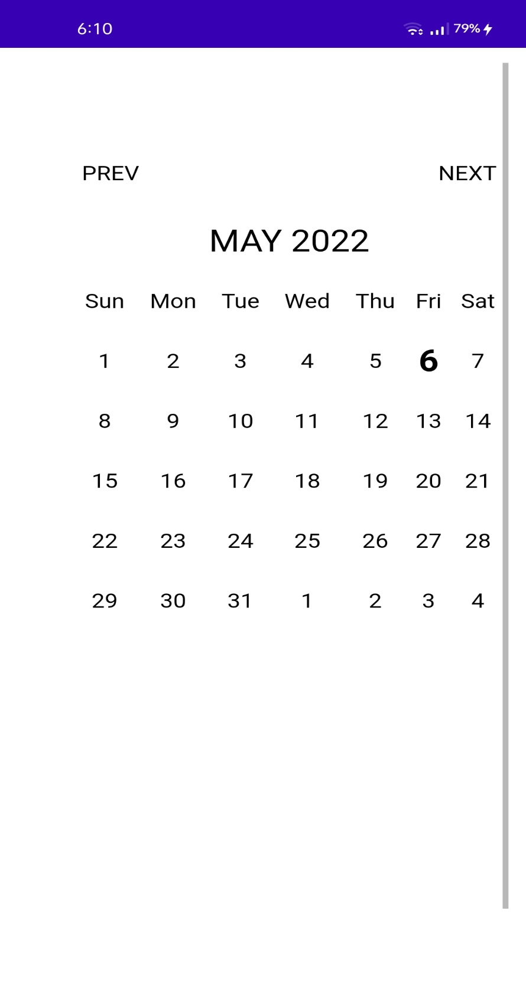 6:10 79%
PREV NEXT
MAY 2022
Sun Mon Tue Wed Thu Fri Sat
1 2 3 4 5 6 7
8 9 10 11 12 13 14
15 16 17 18 19 20 21
22 23 24 25 26 27 28
29 30 31 1 2 3 4